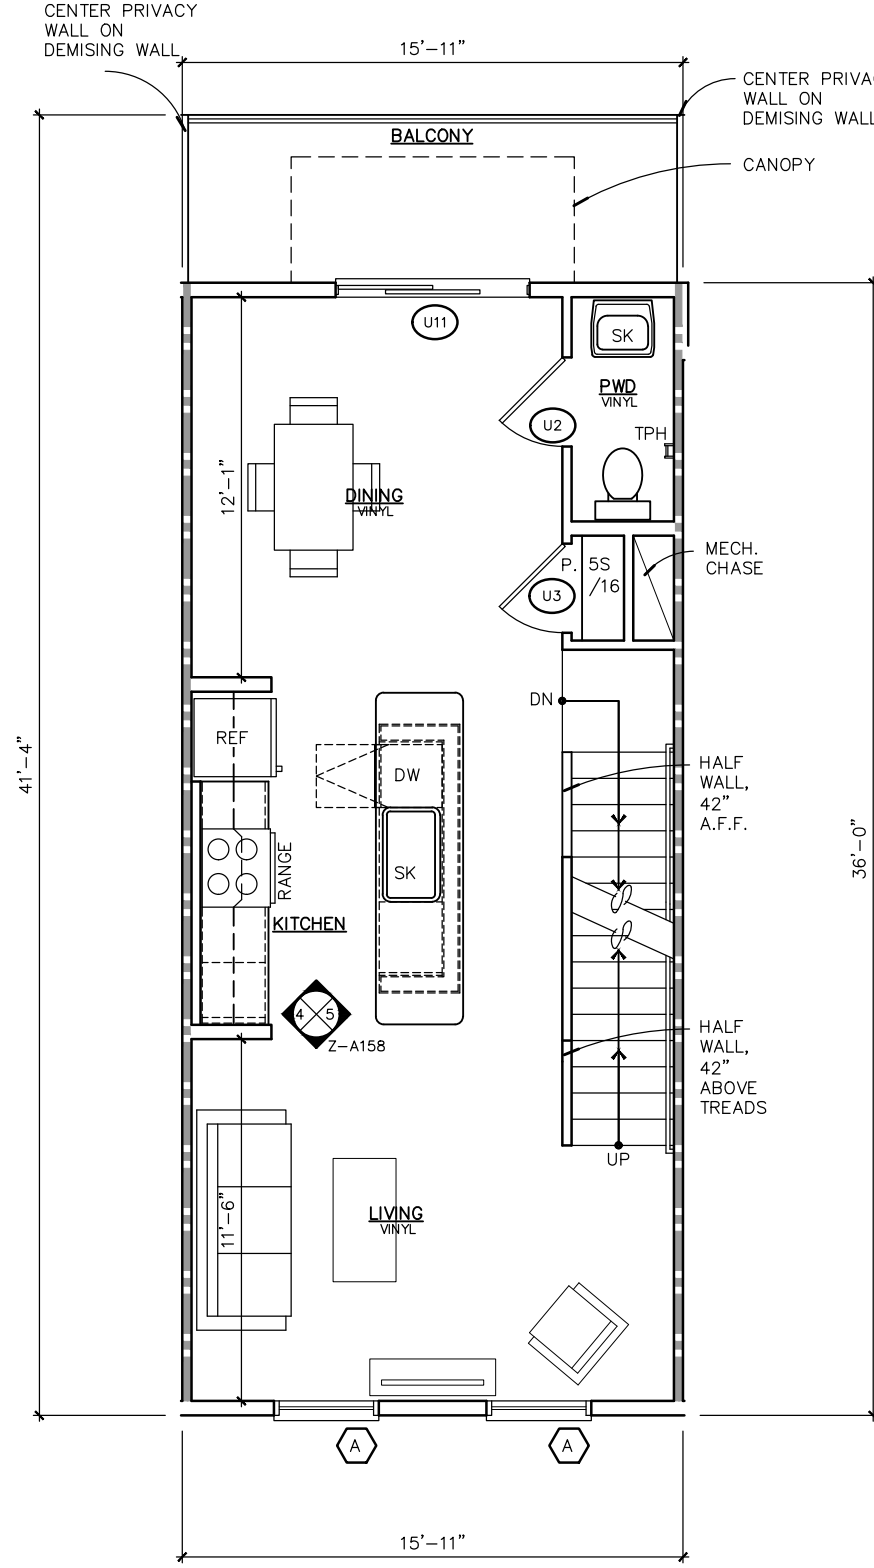 CENTER PRIVACY
WALL ON
DEMISING WALL
15'-11"
CENTER PRIVA
WALL ON
DEMISING WALL
BALCONY
CANOPY
U11
SK
PWD
VINYL
U2
TPH
12'-1"
DINING
VINYL
MECH.
CHASE
P.
5S
/16
U3
DN
REF
41'-4"
DW
HALF
WALL,
42"
A.F.F.
36'-0"
RANGE
SK
KITCHEN
4
5
Z-A158
HALF
WALL,
42"
ABOVE
TREADS
UP
11'-6"
LIVING
VINYL
A
A
15'-11"